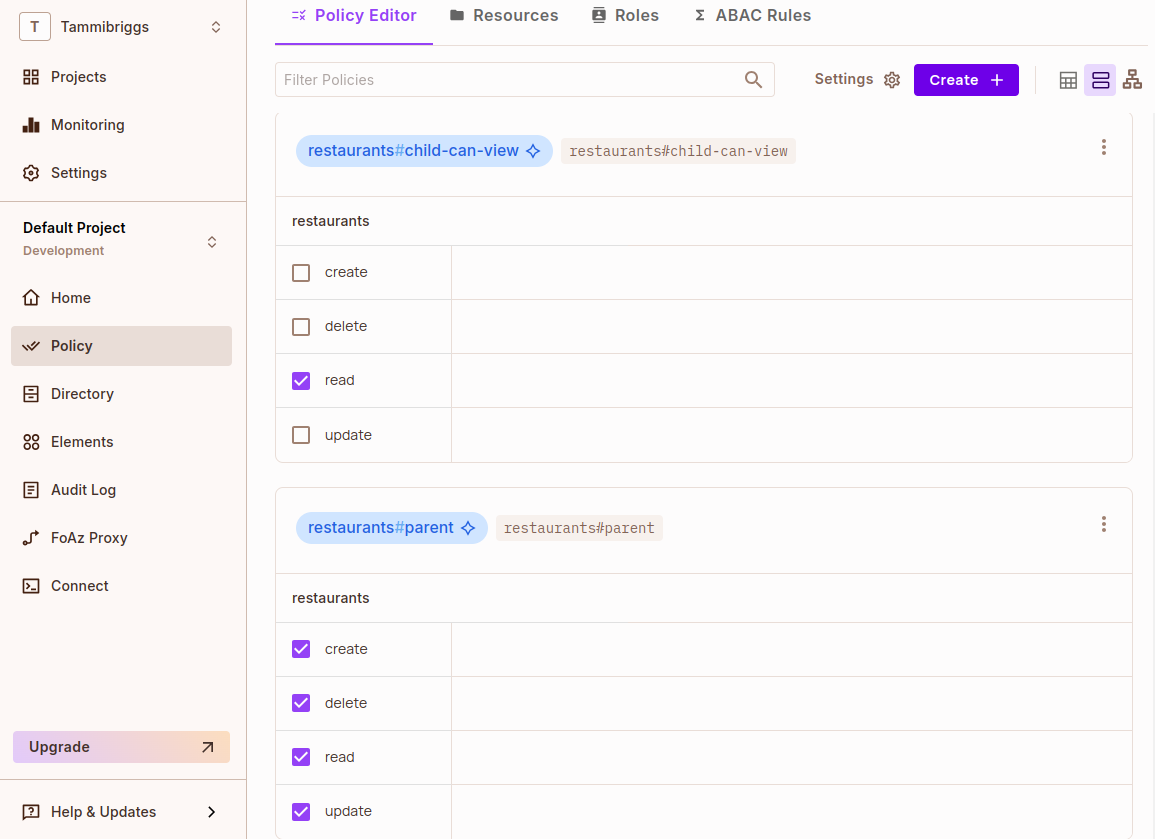 T Tammibriggs
Projects
Monitoring
Settings
Default Project
Development
Home
Policy
Directory
Elements
Audit Log
FoAz Proxy
Connect
Upgrade
Help & Updates
Policy Editor Resources Roles ABAC Rules
Filter Policies Settings Create +
restaurants#child-can-view restaurants#child-can-view
restaurants
create
delete
read
update
restaurants#parent restaurants#parent
restaurants
create
delete
read
update